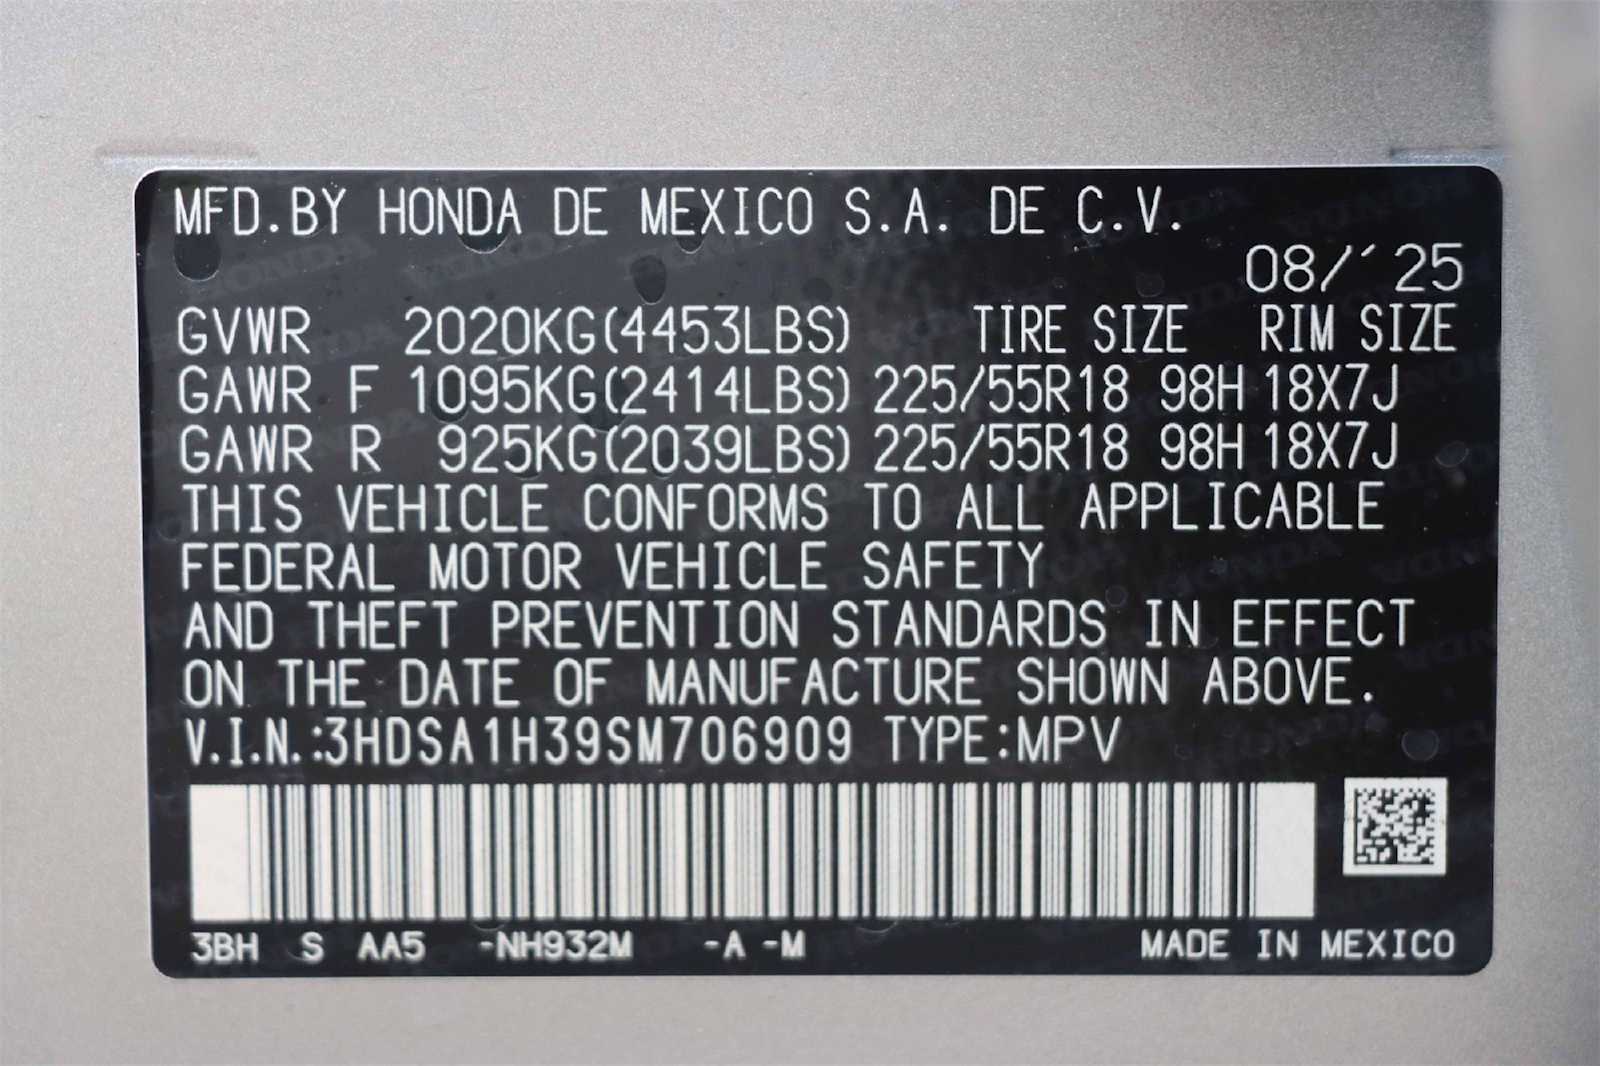 MFD.BY HONDA DE MEXICO S.A. DE C.V.
08/´25
GVWR 2020KG(4453LBS) TIRE SIZE RIM SIZE
GAWR F 1095KG(2414LBS) 225/55R18 98H 18X7J
GAWR R 925KG(2039LBS) 225/55R18 98H 18X7J
THIS VEHICLE CONFORMS TO ALL APPLICABLE
FEDERAL MOTOR VEHICLE SAFETY
AND THEFT PREVENTION STANDARDS IN EFFECT
ON THE DATE OF MANUFACTURE SHOWN ABOVE.
V.I.N.:3HDSA1H39SM706909 TYPE:MPV
3BH S AA5 -NH932M -A -M MADE IN MEXICO